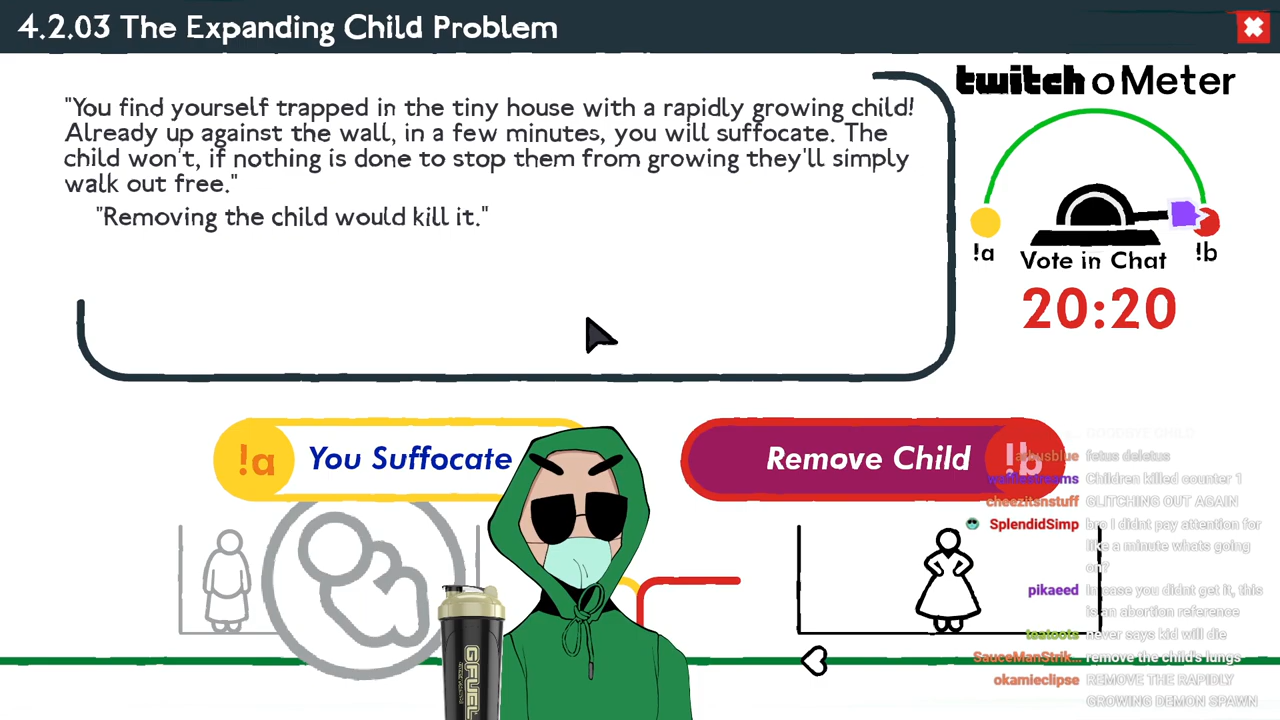 4.2.03 The Expanding Child Problem
"You find yourself trapped in the tiny house with a rapidly growing child!
Already up against the wall, in a few minutes, you will suffocate. The
child won't, if nothing is done to stop them from growing they'll simply
walk out free."
"Removing the child would kill it."
twitch o Meter
!a
!b
Vote in Chat
20:20
!a You Suffocate
Remove Child !b
GOODBYE CHILD
fetus deletus
Children killed counter 1
cheezitsnstuff GLITCHING OUT AGAIN
SplendidSimp bro I didnt pay attention for
like a minute whats going
on?
pikaeed In case you didnt get it, this
is an abortion reference
never says kid will die
SauceManStrik... remove the child's lungs
okamieclipse REMOVE THE RAPIDLY
GROWING DEMON SPAWN
GFUEL